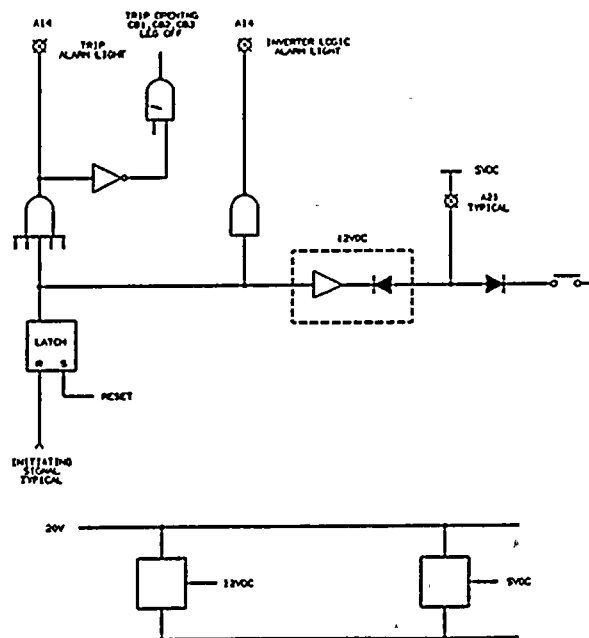 A14
TRIP
ALARM LIGHT
TRIP OPENING
CB1,CB2,CB3
LEG OFF
A14
INVERTER LOGIC
ALARM LIGHT
5VDC
A21
TYPICAL
12VDC
LATCH
R S
RESET
INITIATING
SIGNAL
TYPICAL
20V
12VDC
5VDC